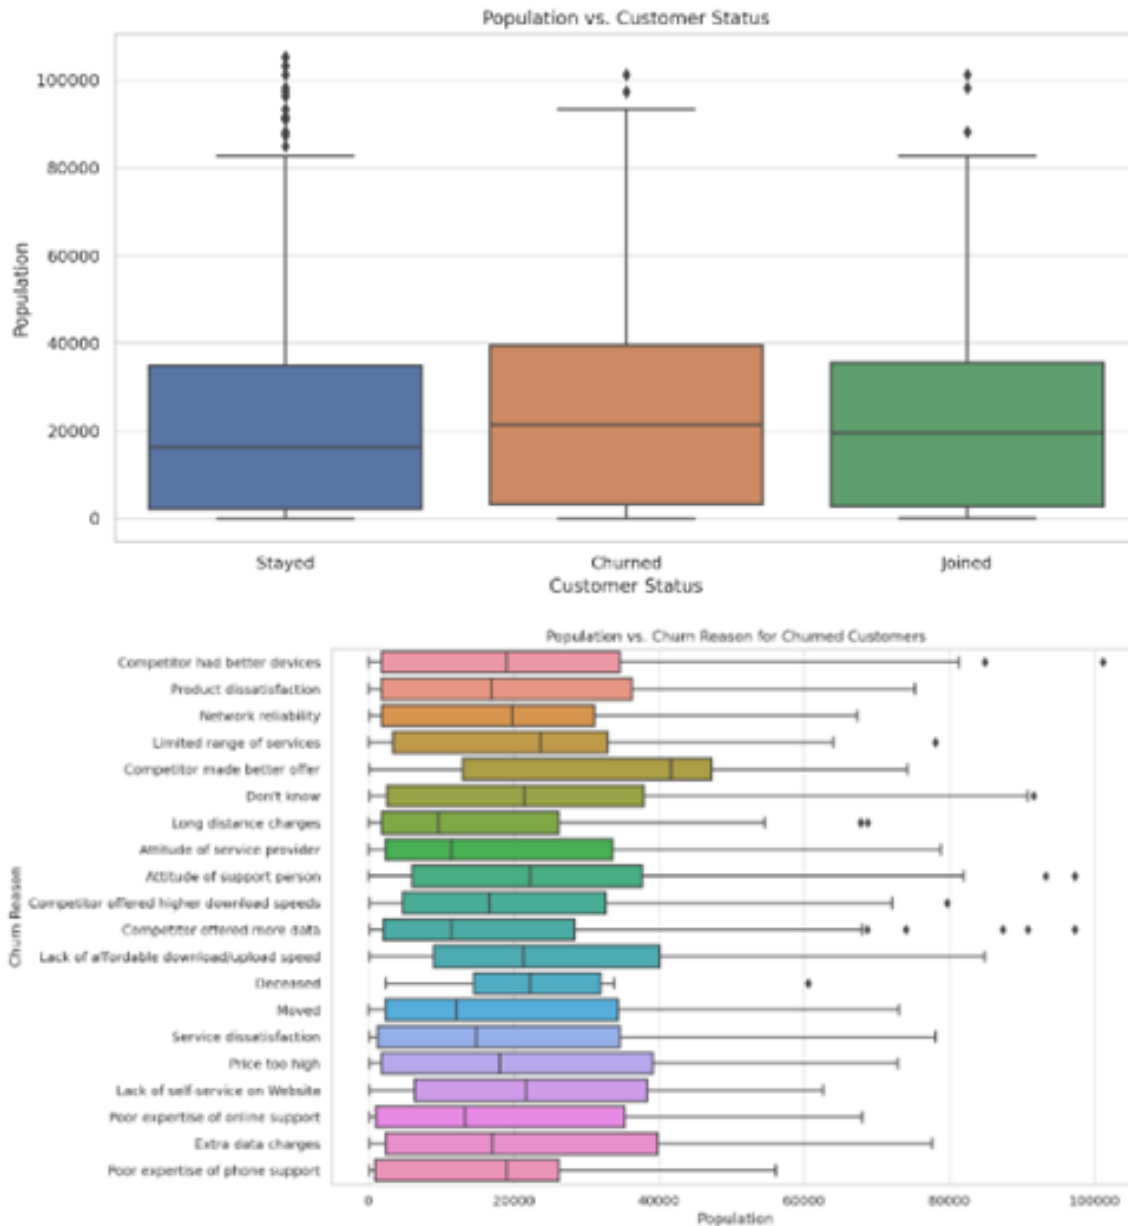 Population vs. Customer Status
Population
100000
80000
60000
40000
20000
0
Stayed Churned Joined
Customer Status
Population vs. Churn Reason for Churned Customers
Churn Reason
Competitor had better devices
Product dissatisfaction
Network reliability
Limited range of services
Competitor made better offer
Don't know
Long distance charges
Attitude of service provider
Attitude of support person
Competitor offered higher download speeds
Competitor offered more data
Lack of affordable download/upload speed
Deceased
Moved
Service dissatisfaction
Price too high
Lack of self-service on Website
Poor expertise of online support
Extra data charges
Poor expertise of phone support
0 20000 40000 60000 80000 100000
Population